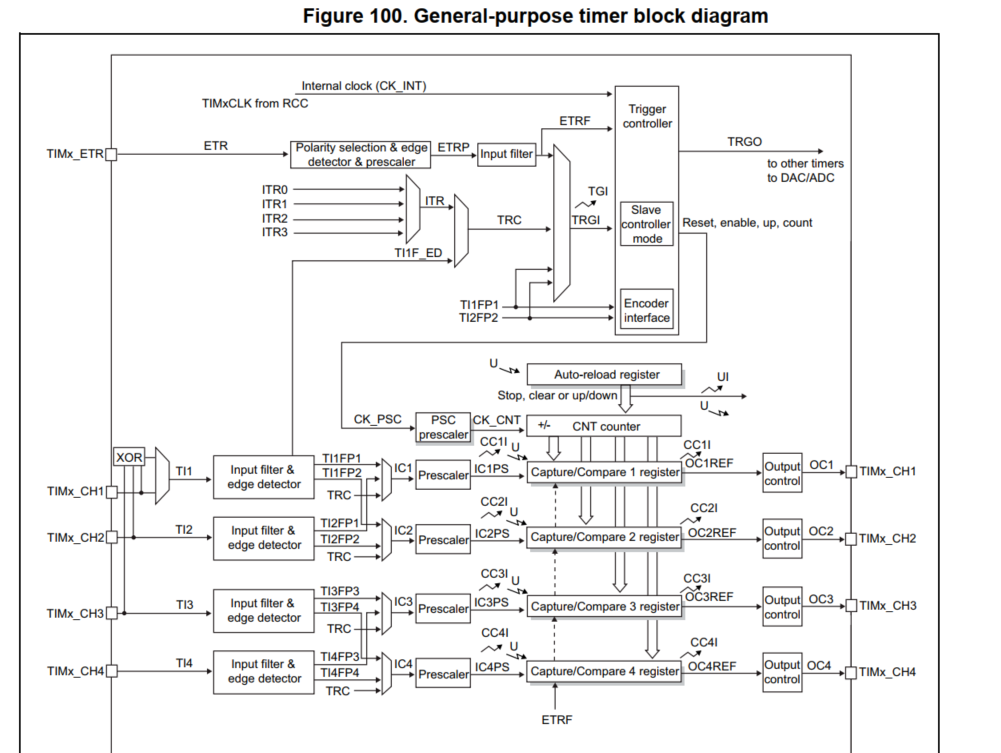 Figure 100. General-purpose timer block diagram
Internal clock (CK_INT)
TIMxCLK from RCC
Trigger
controller
ETRF
TRGO
to other timers
to DAC/ADC
TIMx_ETR
ETR
Polarity selection & edge
detector & prescaler
ETRP
Input filter
ITR0
ITR1
ITR2
ITR3
ITR
TI1F_ED
TRC
TGI
TRGI
Slave
controller
mode
Reset, enable, up, count
TI1FP1
TI2FP2
Encoder
interface
U
Auto-reload register
UI
Stop, clear or up/down
U
CK_PSC
PSC
prescaler
CK_CNT
+/-
CNT counter
XOR
TIMx_CH1
TI1
Input filter &
edge detector
TI1FP1
TI1FP2
TRC
IC1
Prescaler
IC1PS
CC1I
U
Capture/Compare 1 register
CC1I
OC1REF
Output
control
OC1
TIMx_CH1
TIMx_CH2
TI2
Input filter &
edge detector
TI2FP1
TI2FP2
TRC
IC2
Prescaler
IC2PS
CC2I
U
Capture/Compare 2 register
CC2I
OC2REF
Output
control
OC2
TIMx_CH2
TIMx_CH3
TI3
Input filter &
edge detector
TI3FP3
TI3FP4
TRC
IC3
Prescaler
IC3PS
CC3I
U
Capture/Compare 3 register
CC3I
OC3REF
Output
control
OC3
TIMx_CH3
TIMx_CH4
TI4
Input filter &
edge detector
TI4FP3
TI4FP4
TRC
IC4
Prescaler
IC4PS
CC4I
U
Capture/Compare 4 register
CC4I
OC4REF
Output
control
OC4
TIMx_CH4
ETRF